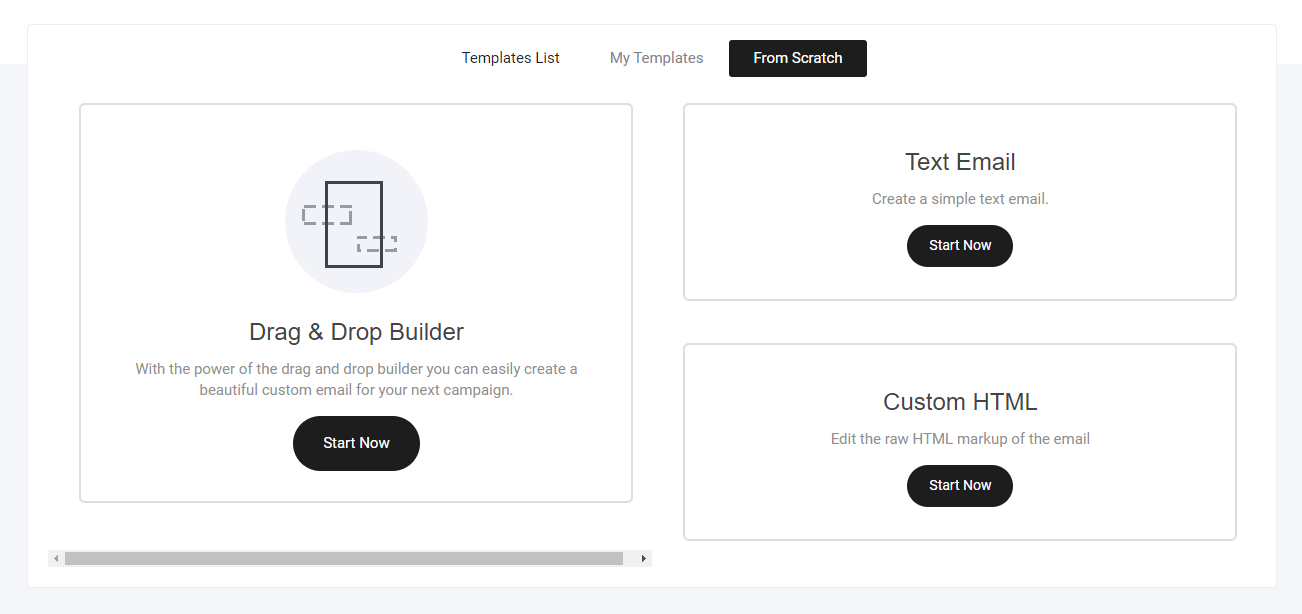 Templates List
My Templates
From Scratch
Drag & Drop Builder
With the power of the drag and drop builder you can easily create a
beautiful custom email for your next campaign.
Start Now
Text Email
Create a simple text email.
Start Now
Custom HTML
Edit the raw HTML markup of the email
Start Now